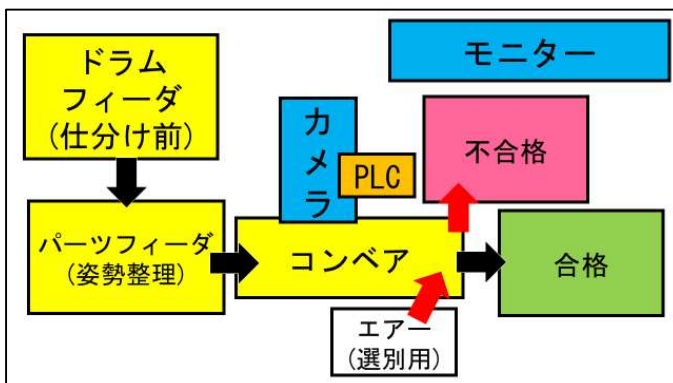 ドラム
フィーダ
(仕分け前)
パーツフィーダ
(姿勢整理)
カメラ
PLC
コンベア
エアー
(選別用)
モニター
不合格
合格